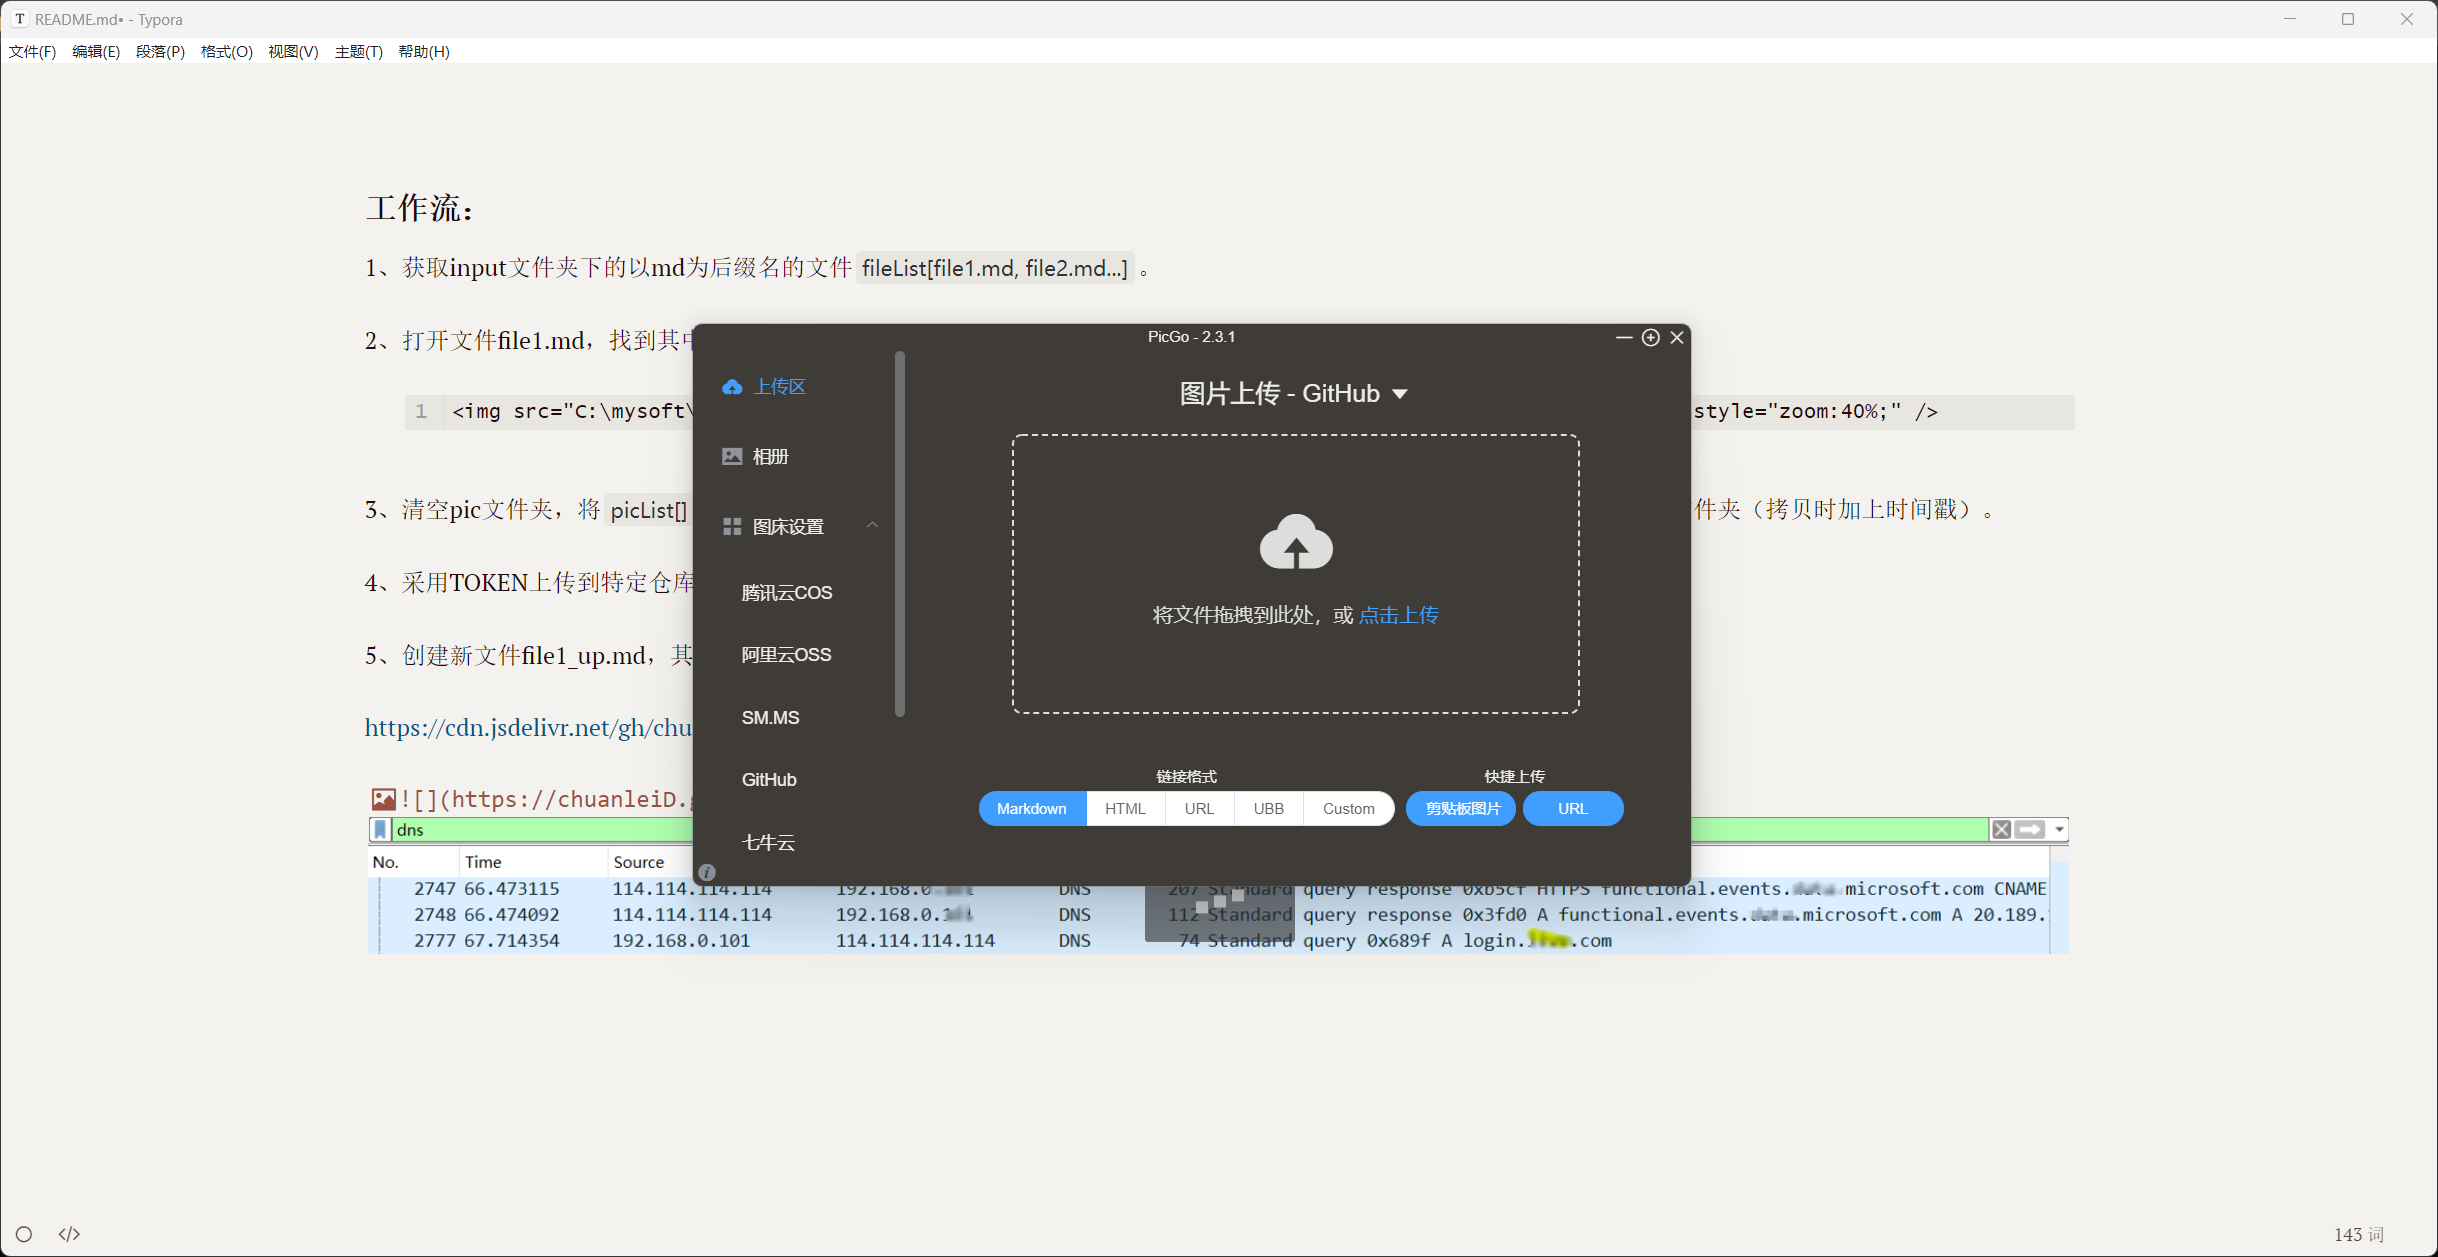 README.md• - Typora
文件(F) 编辑(E) 段落(P) 格式(O) 视图(V) 主题(T) 帮助(H)
工作流：
1、获取input文件夹下的以md为后缀名的文件 fileList[file1.md, file2.md...] 。
2、打开文件file1.md，找到其中
1 <img src="C:\mysoft\ style="zoom:40%;" />
3、清空pic文件夹，将 picList[] 件夹（拷贝时加上时间戳）。
4、采用TOKEN上传到特定仓库
5、创建新文件file1_up.md，其
https://cdn.jsdelivr.net/gh/chu
![](https://chuanleiD.g
dns
No. Time Source
2747 66.473115 114.114.114.114 192.168.0. DNS 207 Standard query response 0xb5cf HTTPS functional.events.data.microsoft.com CNAME
2748 66.474092 114.114.114.114 192.168.0. DNS 112 Standard query response 0x3fd0 A functional.events.data.microsoft.com A 20.189.
2777 67.714354 192.168.0.101 114.114.114.114 DNS 74 Standard query 0x689f A login. .com
PicGo - 2.3.1
上传区
相册
图床设置
腾讯云COS
阿里云OSS
SM.MS
GitHub
七牛云
图片上传 - GitHub
将文件拖拽到此处，或 点击上传
链接格式 快捷上传
Markdown HTML URL UBB Custom 剪贴板图片 URL
143 词